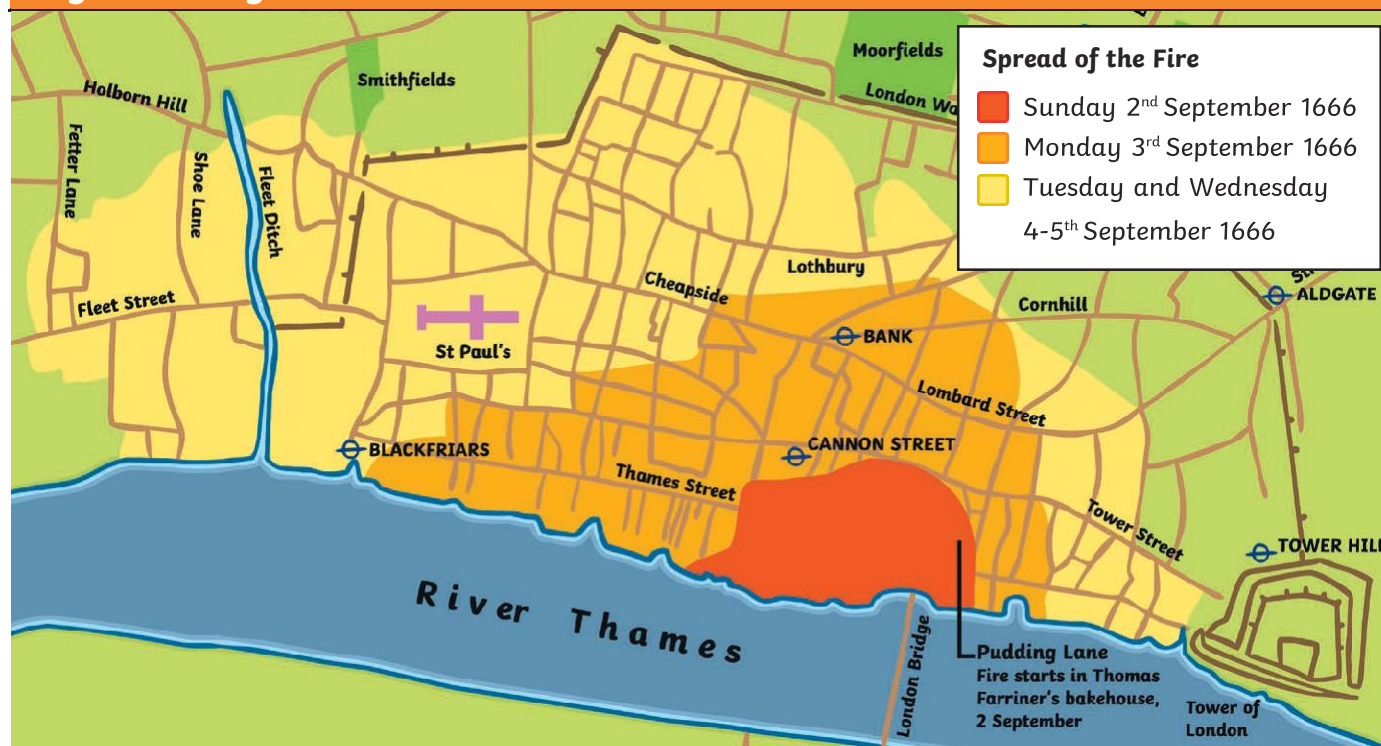 Moorfields
Spread of the Fire
Sunday 2nd September 1666
Monday 3rd September 1666
Tuesday and Wednesday
4-5th September 1666
Smithfields
Holborn Hill
London Wa
Fetter Lane
Shoe Lane
Fleet Ditch
Lothbury
Cheapside
Fleet Street
Cornhill
ALDGATE
BANK
St Paul's
Lombard Street
BLACKFRIARS
CANNON STREET
Thames Street
Tower Street
TOWER HILL
River Thames
London Bridge
Pudding Lane
Fire starts in Thomas
Farriner's bakehouse,
2 September
Tower of
London